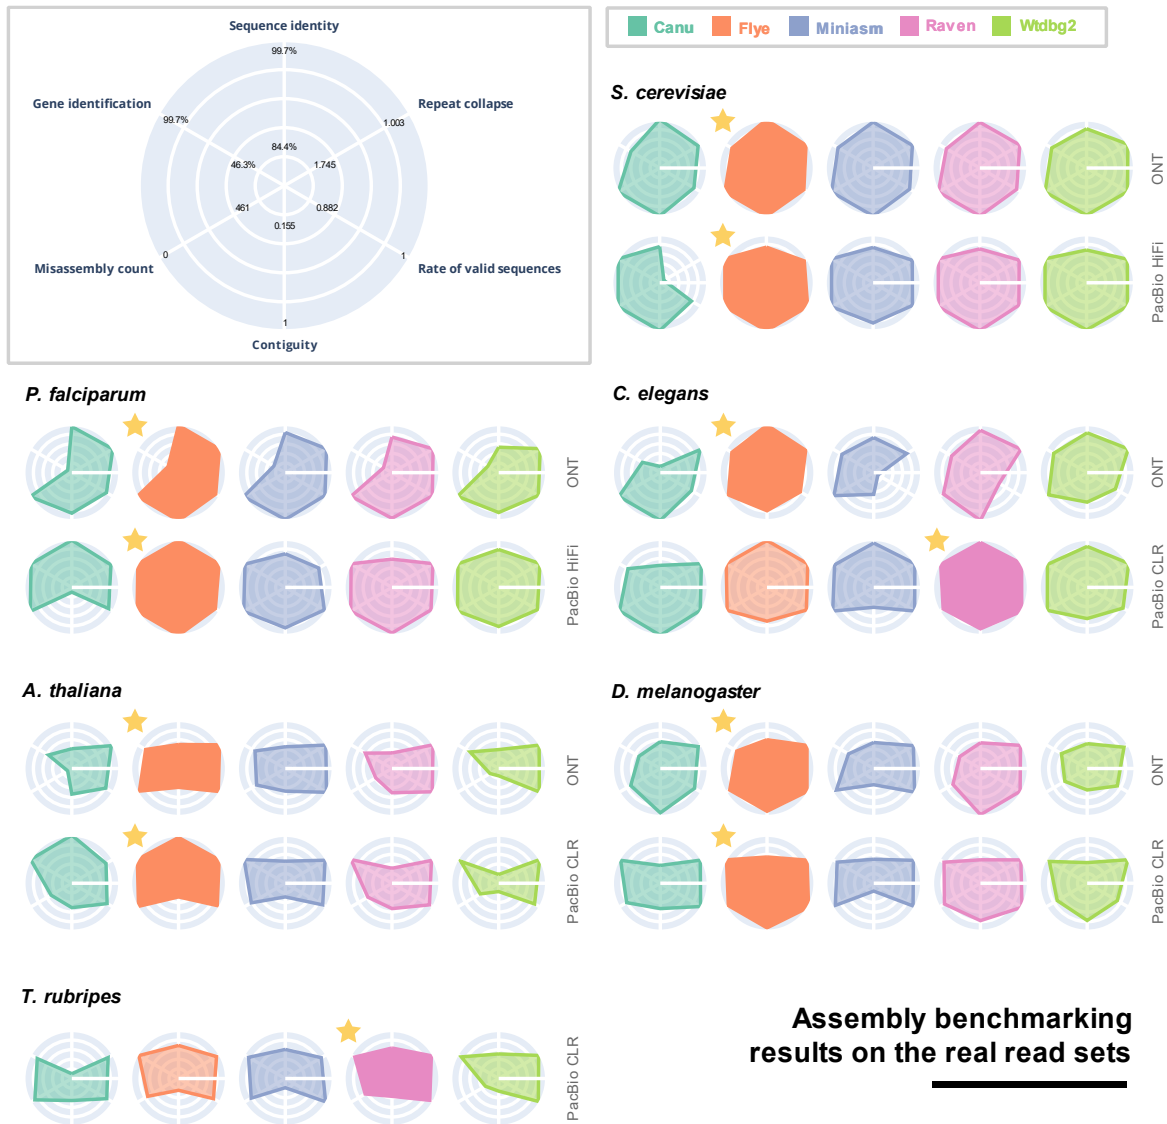 Sequence identity
99.7%
Gene identification
Repeat collapse
99.7%
1.003
84.4%
46.3%
1.745
461
0.882
0.155
0
1
Misassembly count
Rate of valid sequences
1
Contiguity
Canu
Flye
Miniasm
Raven
Wtdbg2
S. cerevisiae
ONT
PacBio HiFi
P. falciparum
ONT
PacBio HiFi
C. elegans
ONT
PacBio CLR
A. thaliana
ONT
PacBio CLR
D. melanogaster
ONT
PacBio CLR
T. rubripes
PacBio CLR
Assembly benchmarking
results on the real read sets